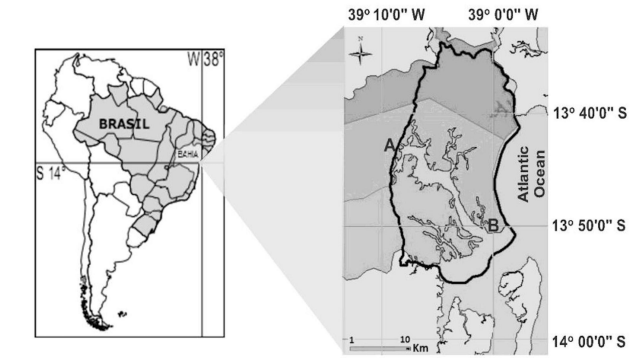 W 38°
BRASIL
BAHIA
S 14°
39° 10'0" W 39° 0'0" W
N
13° 40'0" S
A
Atlantic
Ocean
B
13° 50'0" S
14° 00'0" S
1 10
Km